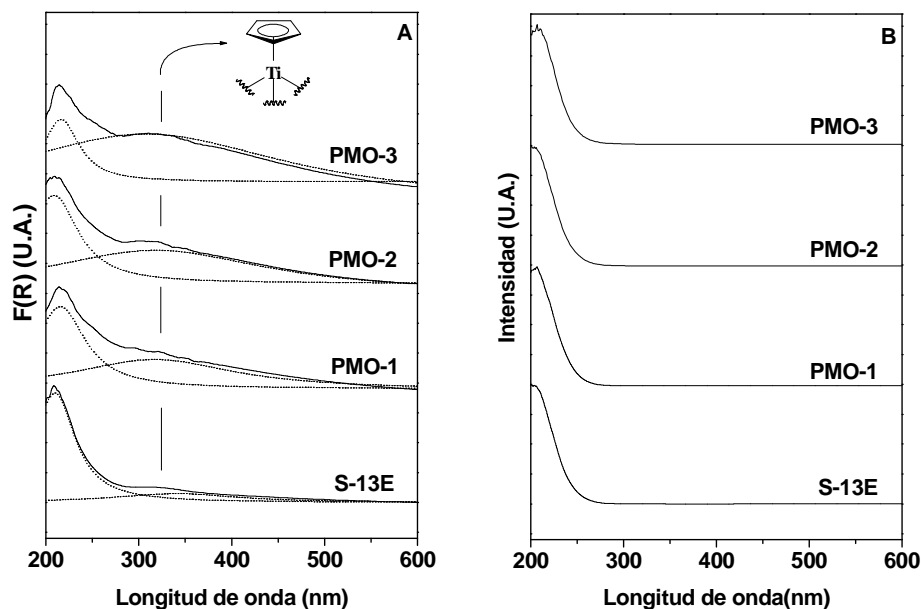 A
Ti
PMO-3
PMO-2
PMO-1
S-13E
F(R) (U.A.)
200 300 400 500 600
Longitud de onda (nm)
B
PMO-3
PMO-2
PMO-1
S-13E
Intensidad (U.A.)
200 300 400 500 600
Longitud de onda(nm)